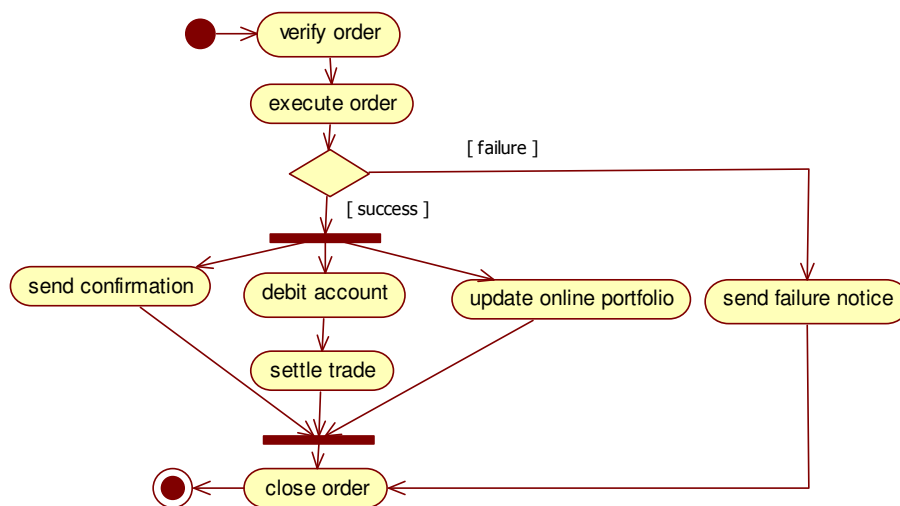 verify order
execute order
[ failure ]
[ success ]
send confirmation
debit account
update online portfolio
send failure notice
settle trade
close order